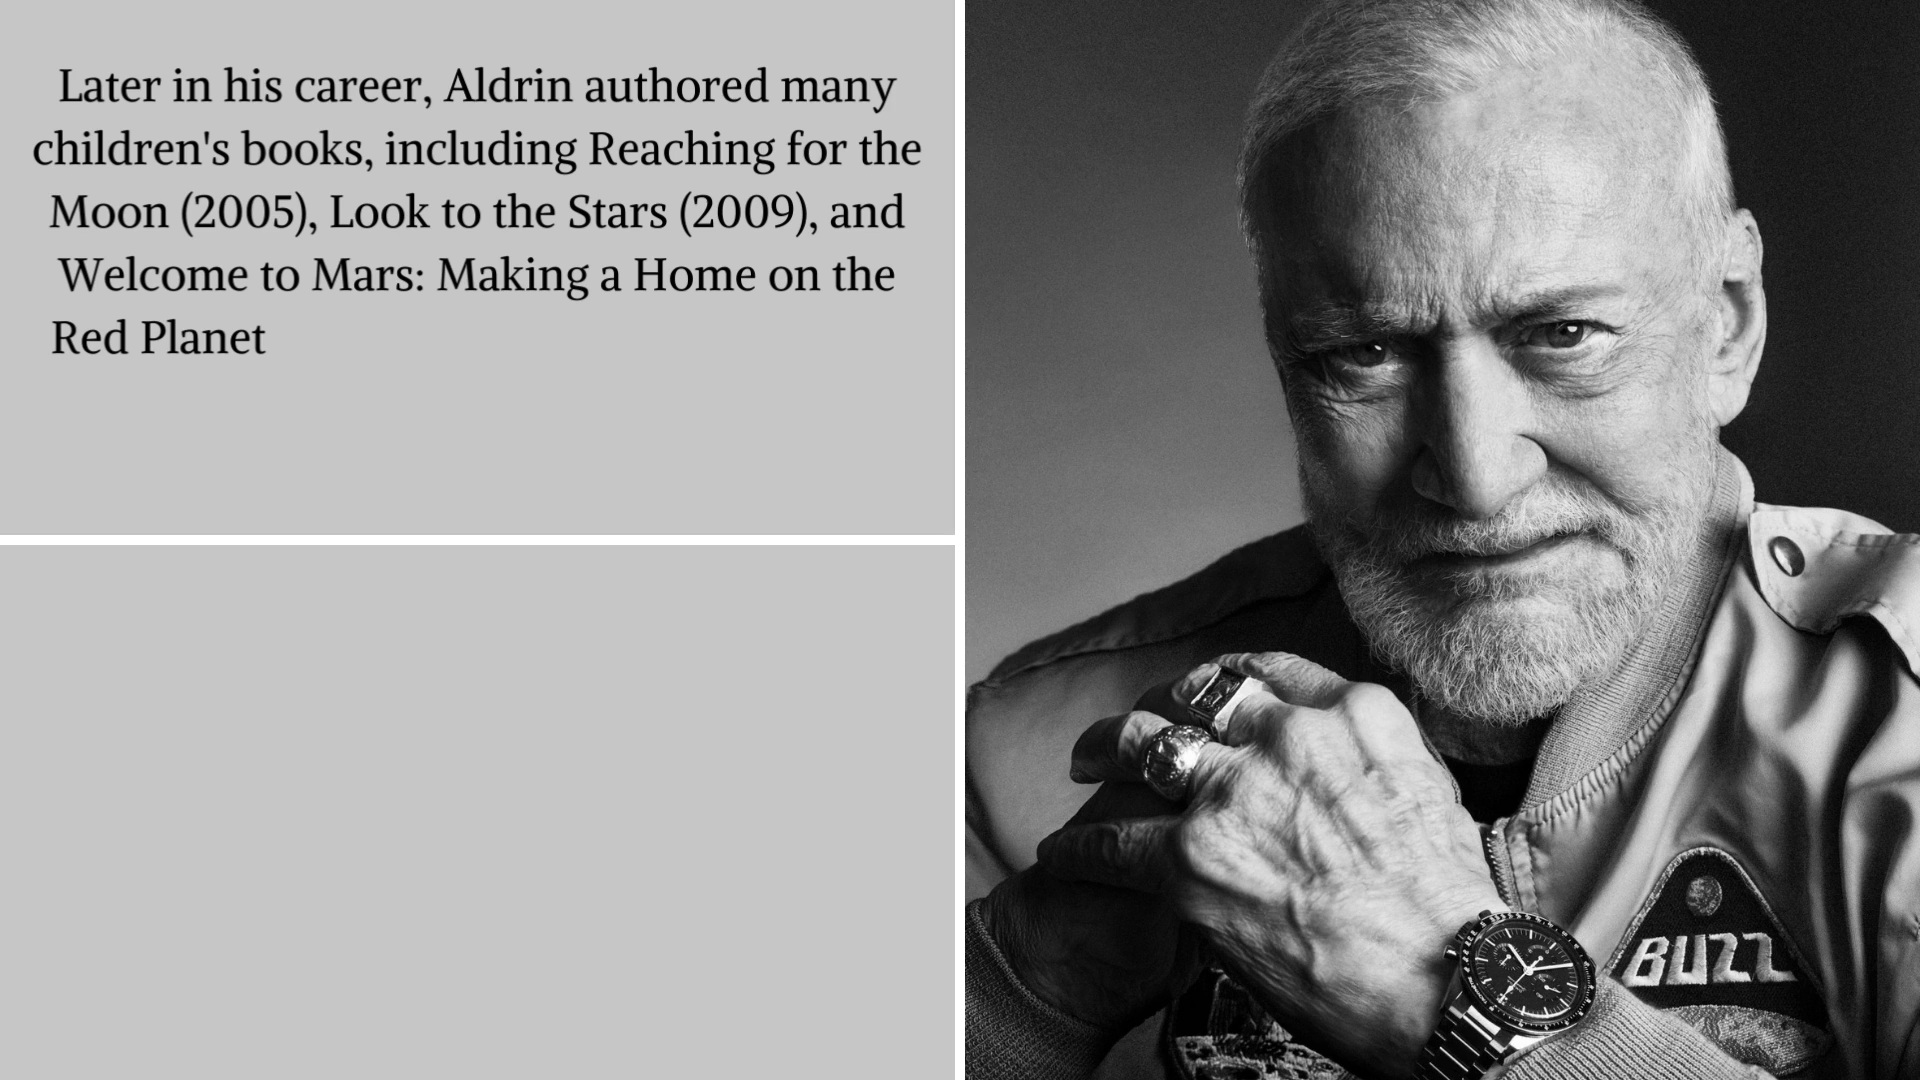 Later in his career, Aldrin authored many
children's books, including Reaching for the
Moon (2005), Look to the Stars (2009), and
Welcome to Mars: Making a Home on the
Red Planet
BUZZ